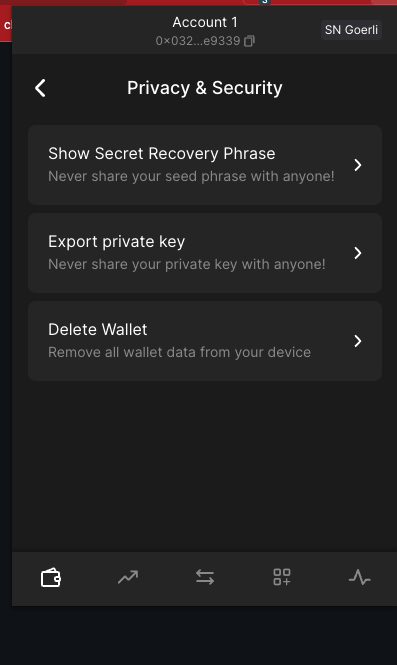 Account 1
0×032...e9339
SN Goerli
Privacy & Security
Show Secret Recovery Phrase
Never share your seed phrase with anyone!
Export private key
Never share your private key with anyone!
Delete Wallet
Remove all wallet data from your device